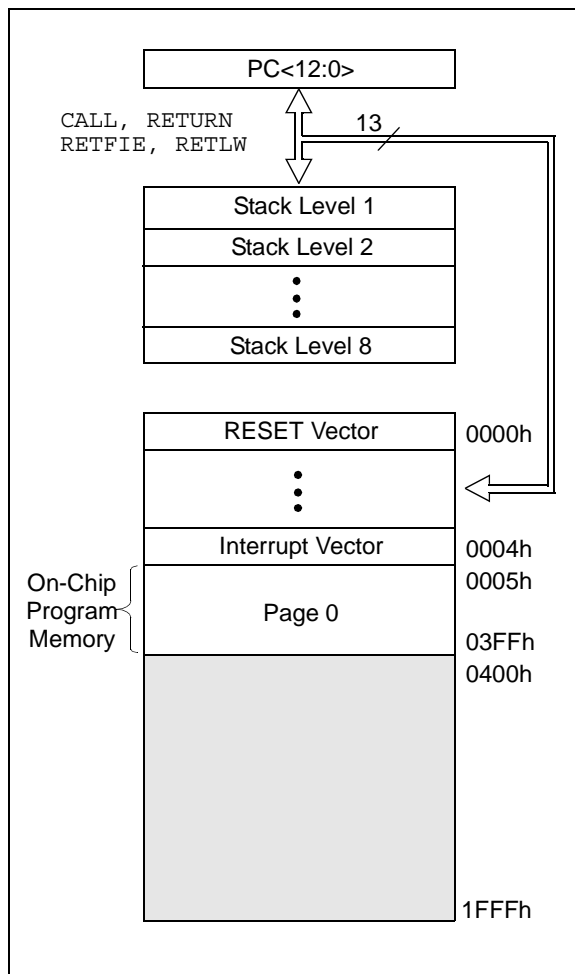 PC<12:0>
CALL, RETURN
RETFIE, RETLW
13
Stack Level 1
Stack Level 2
Stack Level 8
RESET Vector
0000h
Interrupt Vector
0004h
On-Chip
Program
Memory
0005h
Page 0
03FFh
0400h
1FFFh